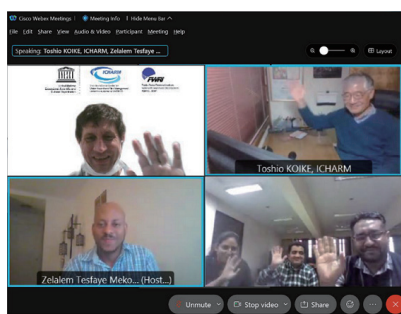 Cisco Webex Meetings Meeting Info Hide Menu Bar
File Edit Share View Audio & Video Participant Meeting Help
Speaking: Toshio KOIKE, ICHARM, Zelalem Tesfaye ...
Layout
ICHARM
Toshio KOIKE, ICHARM
Zelalem Tesfaye Meko... (Host...)
Unmute Stop video Share